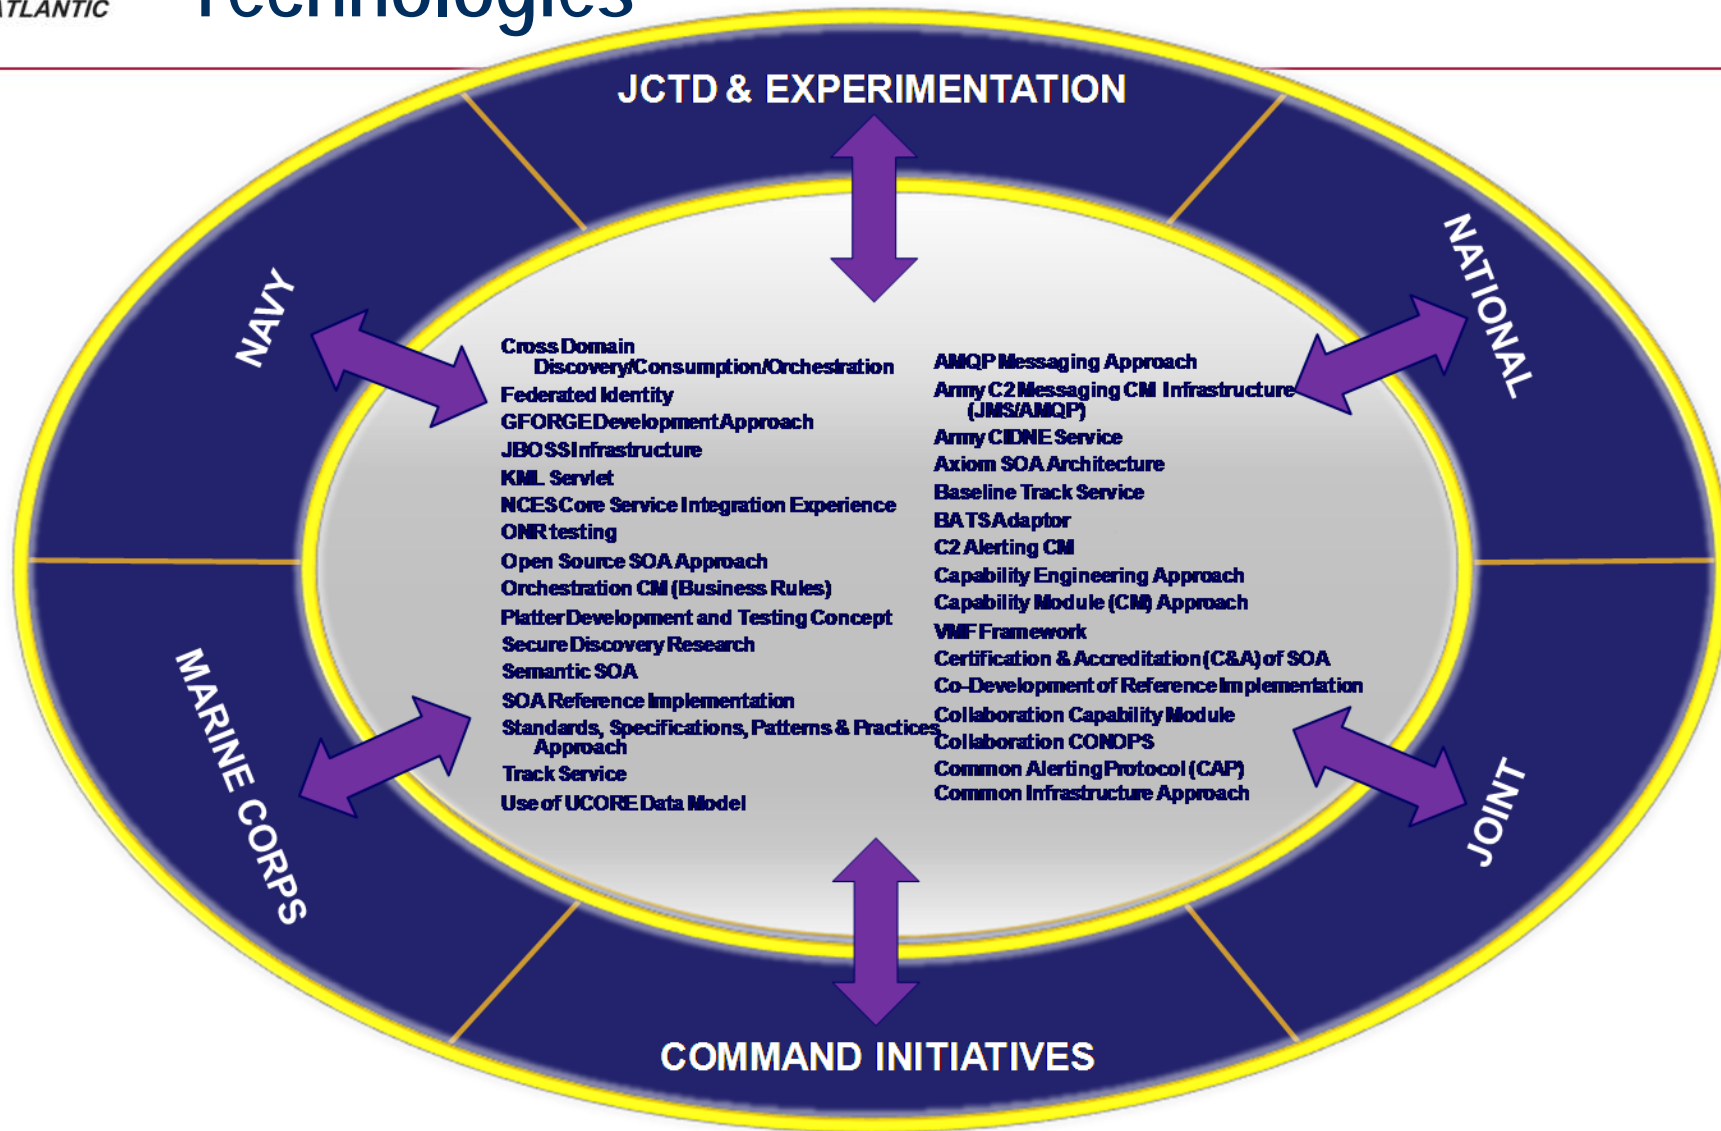 ATLANTIC
Technologies
JCTD & EXPERIMENTATION
NAVY
NATIONAL
Cross Domain
Discovery/Consumption/Orchestration
Federated Identity
GFORGE Development Approach
JBOSS Infrastructure
KML Servlet
NCES Core Service Integration Experience
ONR testing
Open Source SOA Approach
Orchestration CM (Business Rules)
Platter Development and Testing Concept
Secure Discovery Research
Semantic SOA
SOA Reference Implementation
Standards, Specifications, Patterns & Practices
Approach
Track Service
Use of UCORE Data Model
AMQP Messaging Approach
Army C2 Messaging CM Infrastructure
(JMS/AMQP)
Army CIDNE Service
Axiom SOA Architecture
Baseline Track Service
BATS Adaptor
C2 Alerting CM
Capability Engineering Approach
Capability Module (CM) Approach
VMF Framework
Certification & Accreditation (C&A) of SOA
Co-Development of Reference Implementation
Collaboration Capability Module
Collaboration CONOPS
Common Alerting Protocol (CAP)
Common Infrastructure Approach
MARINE CORPS
JOINT
COMMAND INITIATIVES